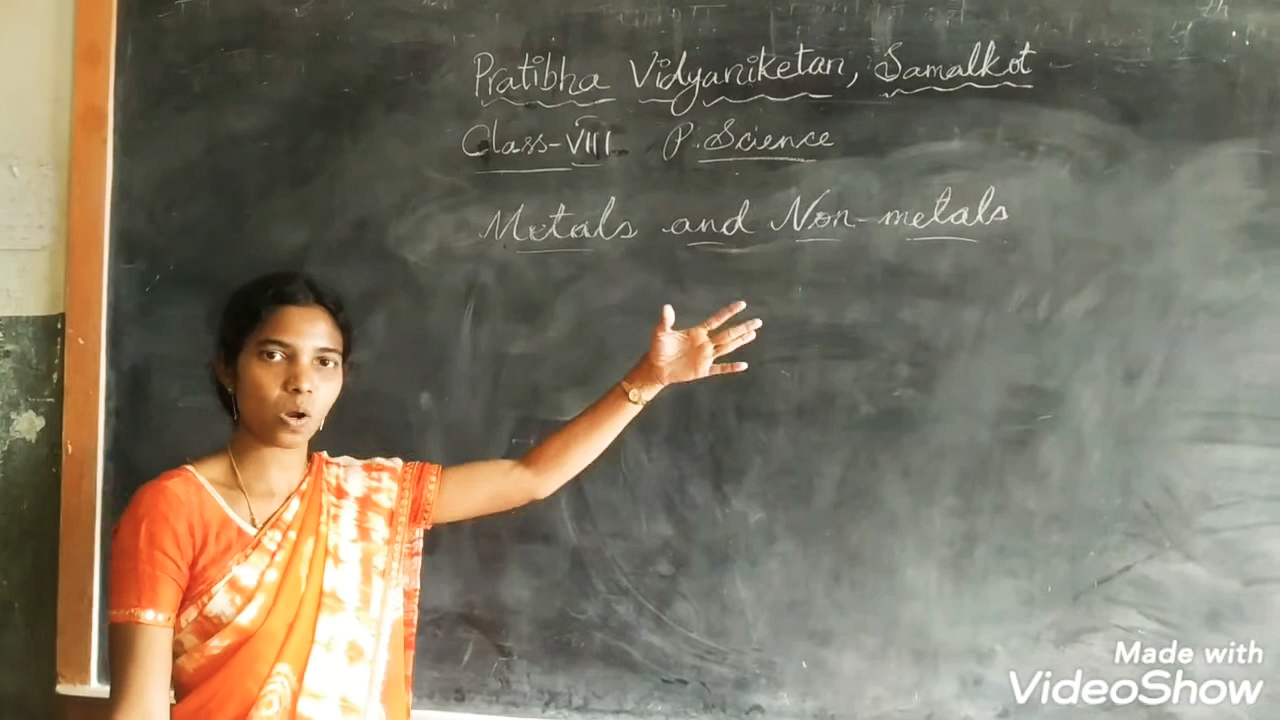 Pratibha Vidyaniketan, Samalkot
Class-VIII P. Science
Metals and Non-metals
Made with
VideoShow